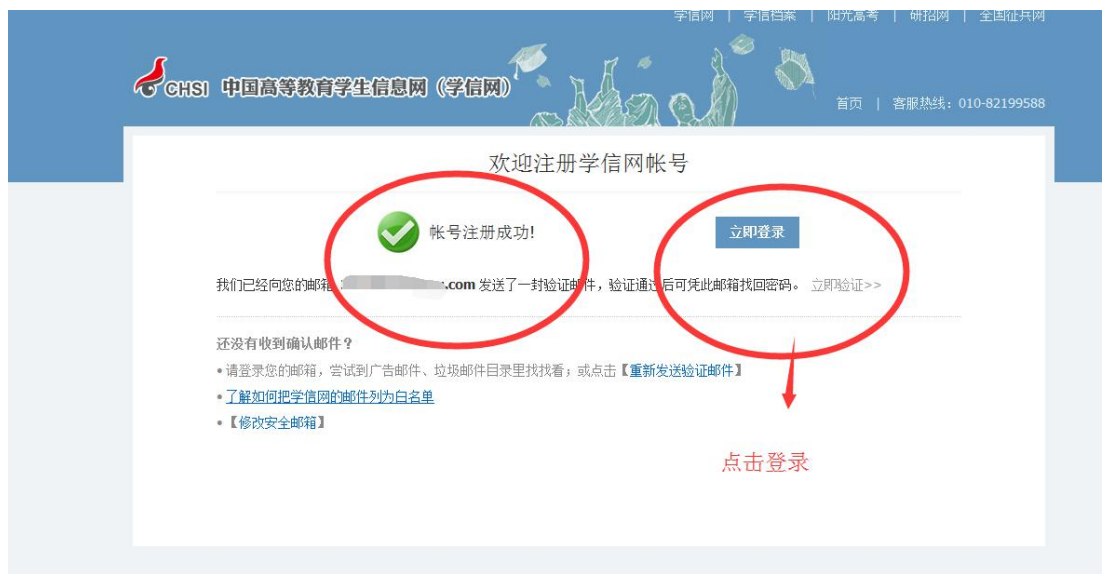 学信网 | 学信档案 | 阳光高考 | 研招网 | 全国征兵网
CHSI 中国高等教育学生信息网（学信网）
首页 | 客服热线：010-82199588
欢迎注册学信网帐号
帐号注册成功!
立即登录
我们已经向您的邮箱 .com 发送了一封验证邮件，验证通过后可凭此邮箱找回密码。 立即验证>>
还没有收到确认邮件？
•请登录您的邮箱，尝试到广告邮件、垃圾邮件目录里找找看；或点击【重新发送验证邮件】
•了解如何把学信网的邮件列为白名单
•【修改安全邮箱】
点击登录